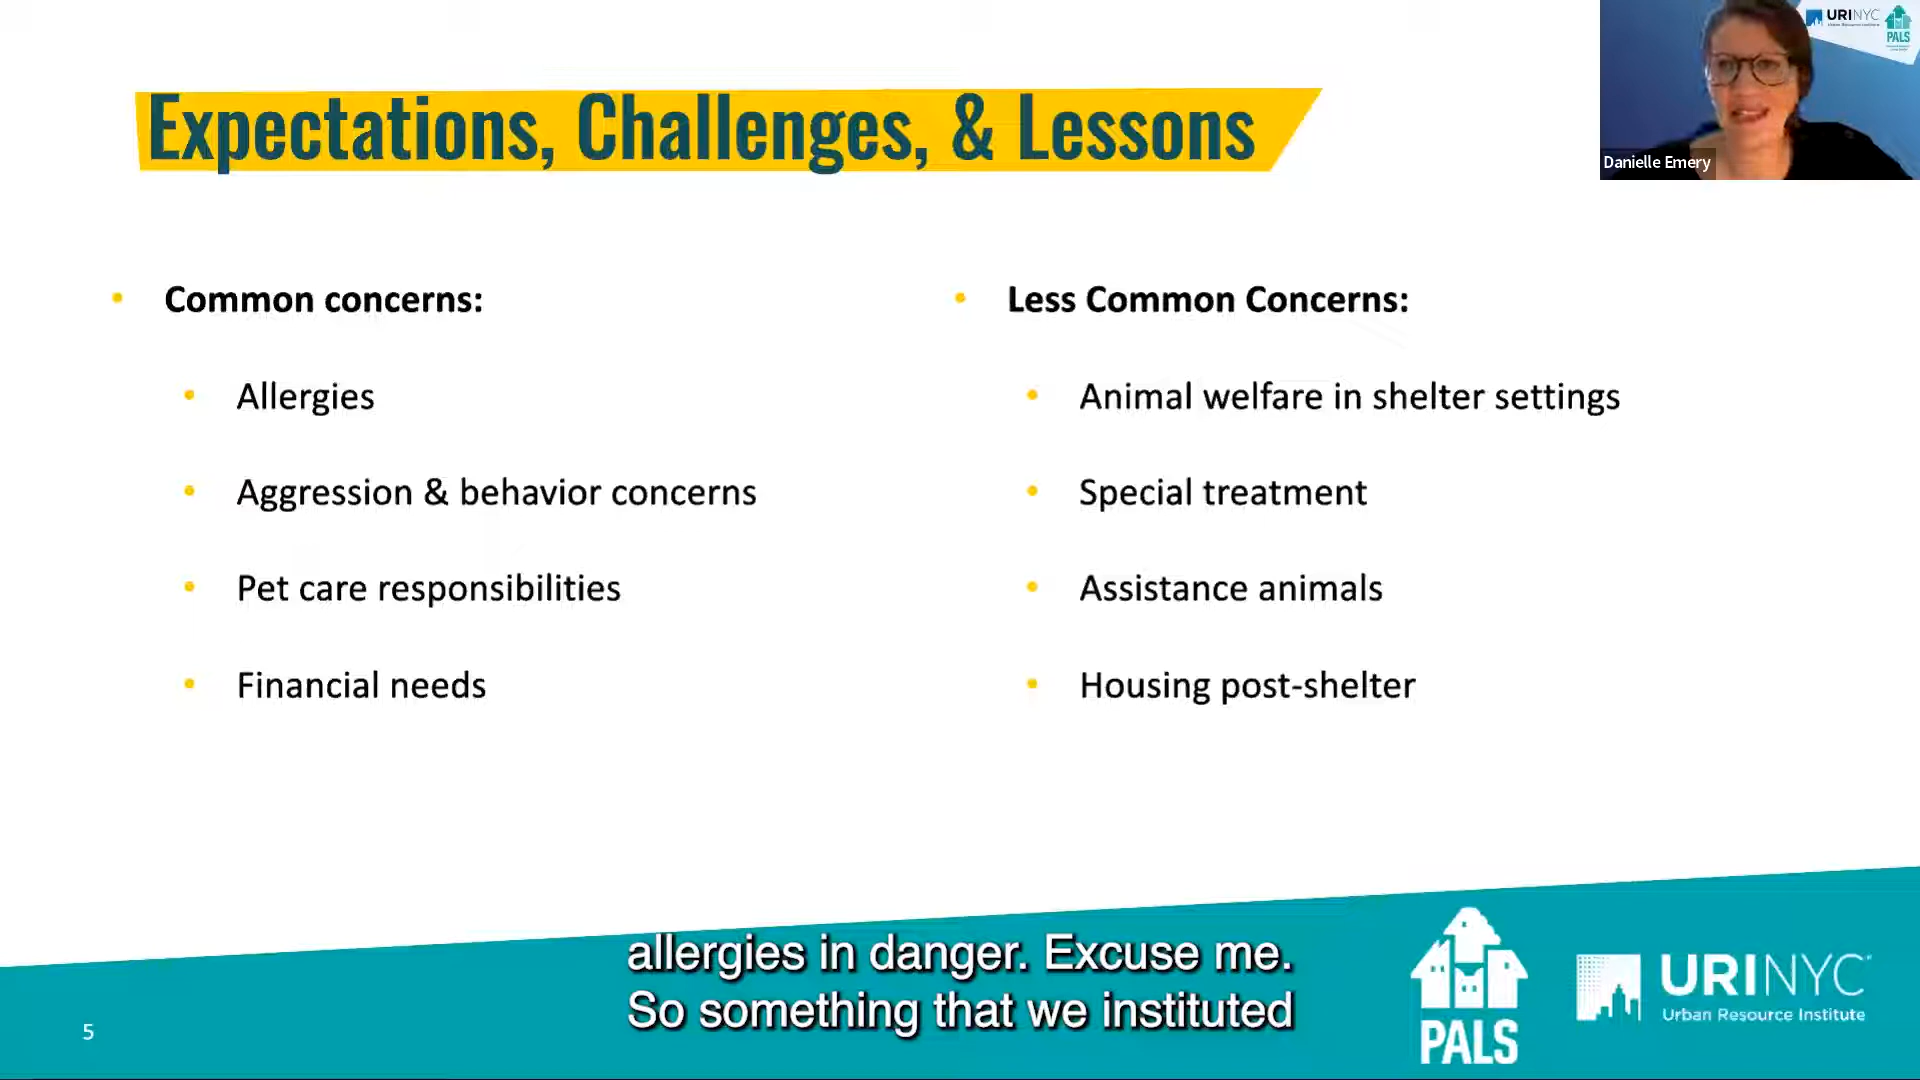 URINYC
PALS
Danielle Emery
Expectations, Challenges, & Lessons
• Common concerns:
• Allergies
• Aggression & behavior concerns
• Pet care responsibilities
• Financial needs
• Less Common Concerns:
• Animal welfare in shelter settings
• Special treatment
• Assistance animals
• Housing post-shelter
allergies in danger. Excuse me.
So something that we instituted
5
PALS
URINYC
Urban Resource Institute